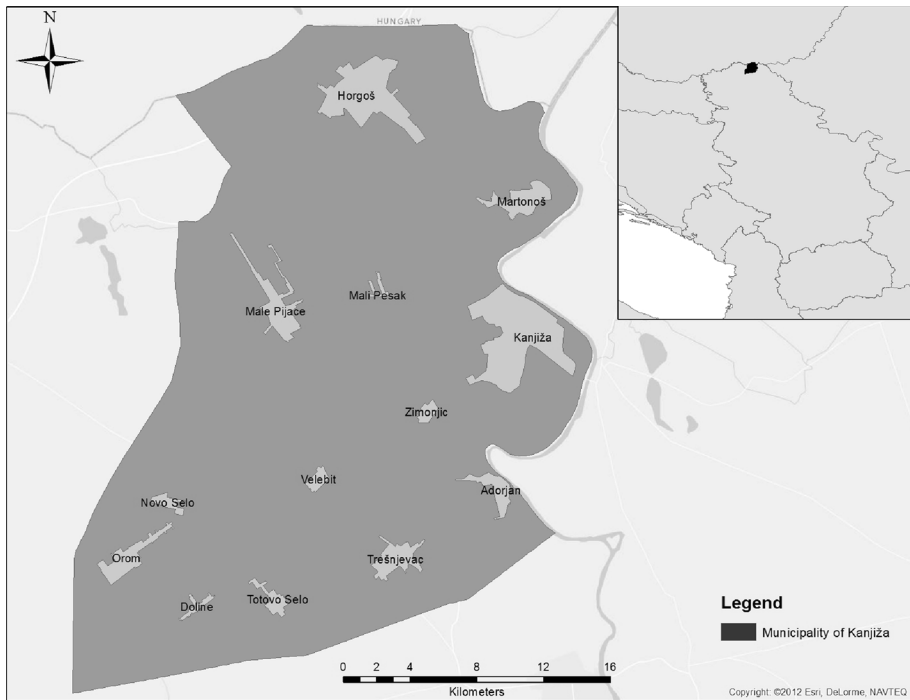 N
HUNGARY
Horgoš
Martonoš
Male Pijace
Mali Pesak
Kanjiža
Zimonjic
Velebit
Adorjan
Novo Selo
Orom
Trešnjevac
Doline
Totovo Selo
Legend
Municipality of Kanjiža
0 2 4 8 12 16
Kilometers
Copyright: ©2012 Esri, DeLorme, NAVTEQ